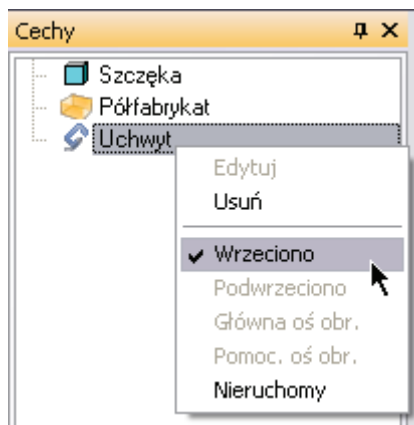 Cechy
Szczęka
Półfabrykat
Uchwyt
Edytuj
Usuń
Wrzeciono
Podwrzeciono
Główna oś obr.
Pomoc. oś obr.
Nieruchomy